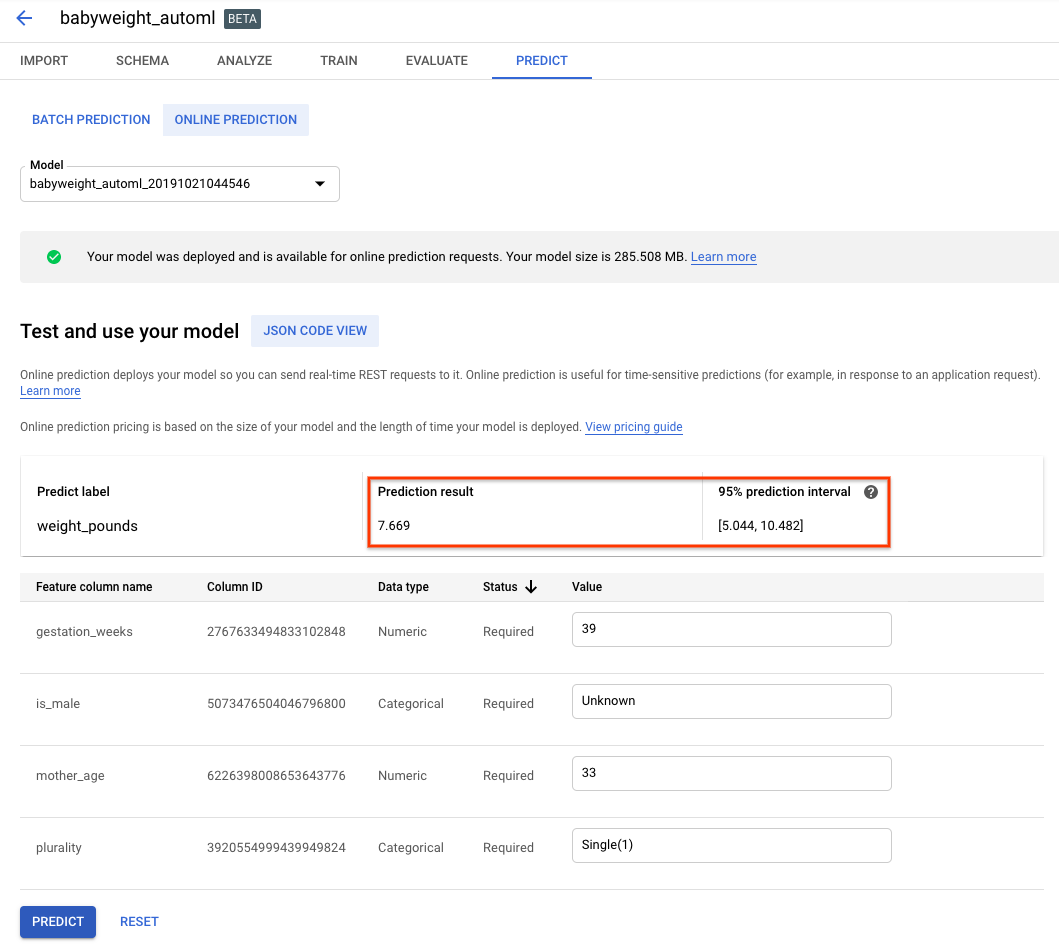 babyweight_automl BETA
IMPORT SCHEMA ANALYZE TRAIN EVALUATE PREDICT
BATCH PREDICTION ONLINE PREDICTION
Model
babyweight_automl_20191021044546
Your model was deployed and is available for online prediction requests. Your model size is 285.508 MB. Learn more
Test and use your model JSON CODE VIEW
Online prediction deploys your model so you can send real-time REST requests to it. Online prediction is useful for time-sensitive predictions (for example, in response to an application request).
Learn more
Online prediction pricing is based on the size of your model and the length of time your model is deployed. View pricing guide
Predict label Prediction result 95% prediction interval ?
weight_pounds 7.669 [5.044, 10.482]
Feature column name Column ID Data type Status Value
gestation_weeks 2767633494833102848 Numeric Required 39
is_male 5073476504046796800 Categorical Required Unknown
mother_age 6226398008653643776 Numeric Required 33
plurality 3920554999439949824 Categorical Required Single(1)
PREDICT RESET